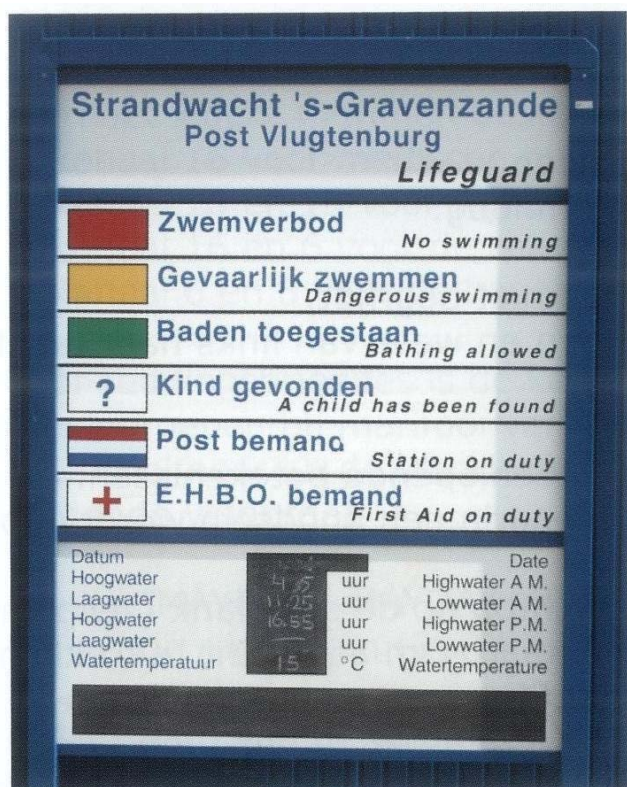 Strandwacht 's-Gravenzande
Post Vlugtenburg
Lifeguard
Zwemverbod
No swimming
Gevaarlijk zwemmen
Dangerous swimming
Baden toegestaan
Bathing allowed
?
Kind gevonden
A child has been found
Post bemand
Station on duty
E.H.B.O. bemand
First Aid on duty
Datum Date
Hoogwater uur Highwater A M.
Laagwater 11.25 uur Lowwater A M.
Hoogwater 16.55 uur Highwater P.M.
Laagwater — uur Lowwater P.M.
Watertemperatuur 15 °C Watertemperature